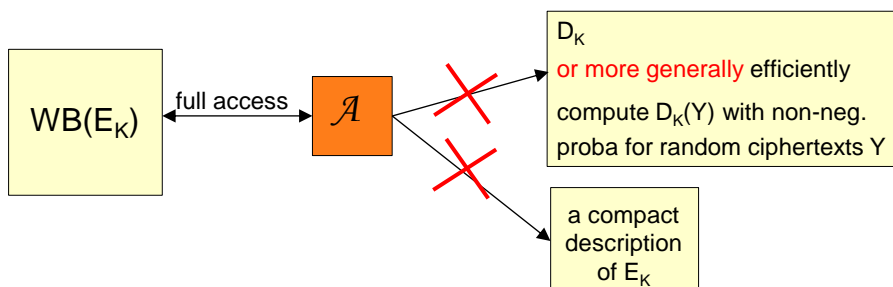 WB(E_K)
full access
𝒜
D_K
or more generally efficiently
compute D_K(Y) with non-neg.
proba for random ciphertexts Y
a compact
description
of E_K